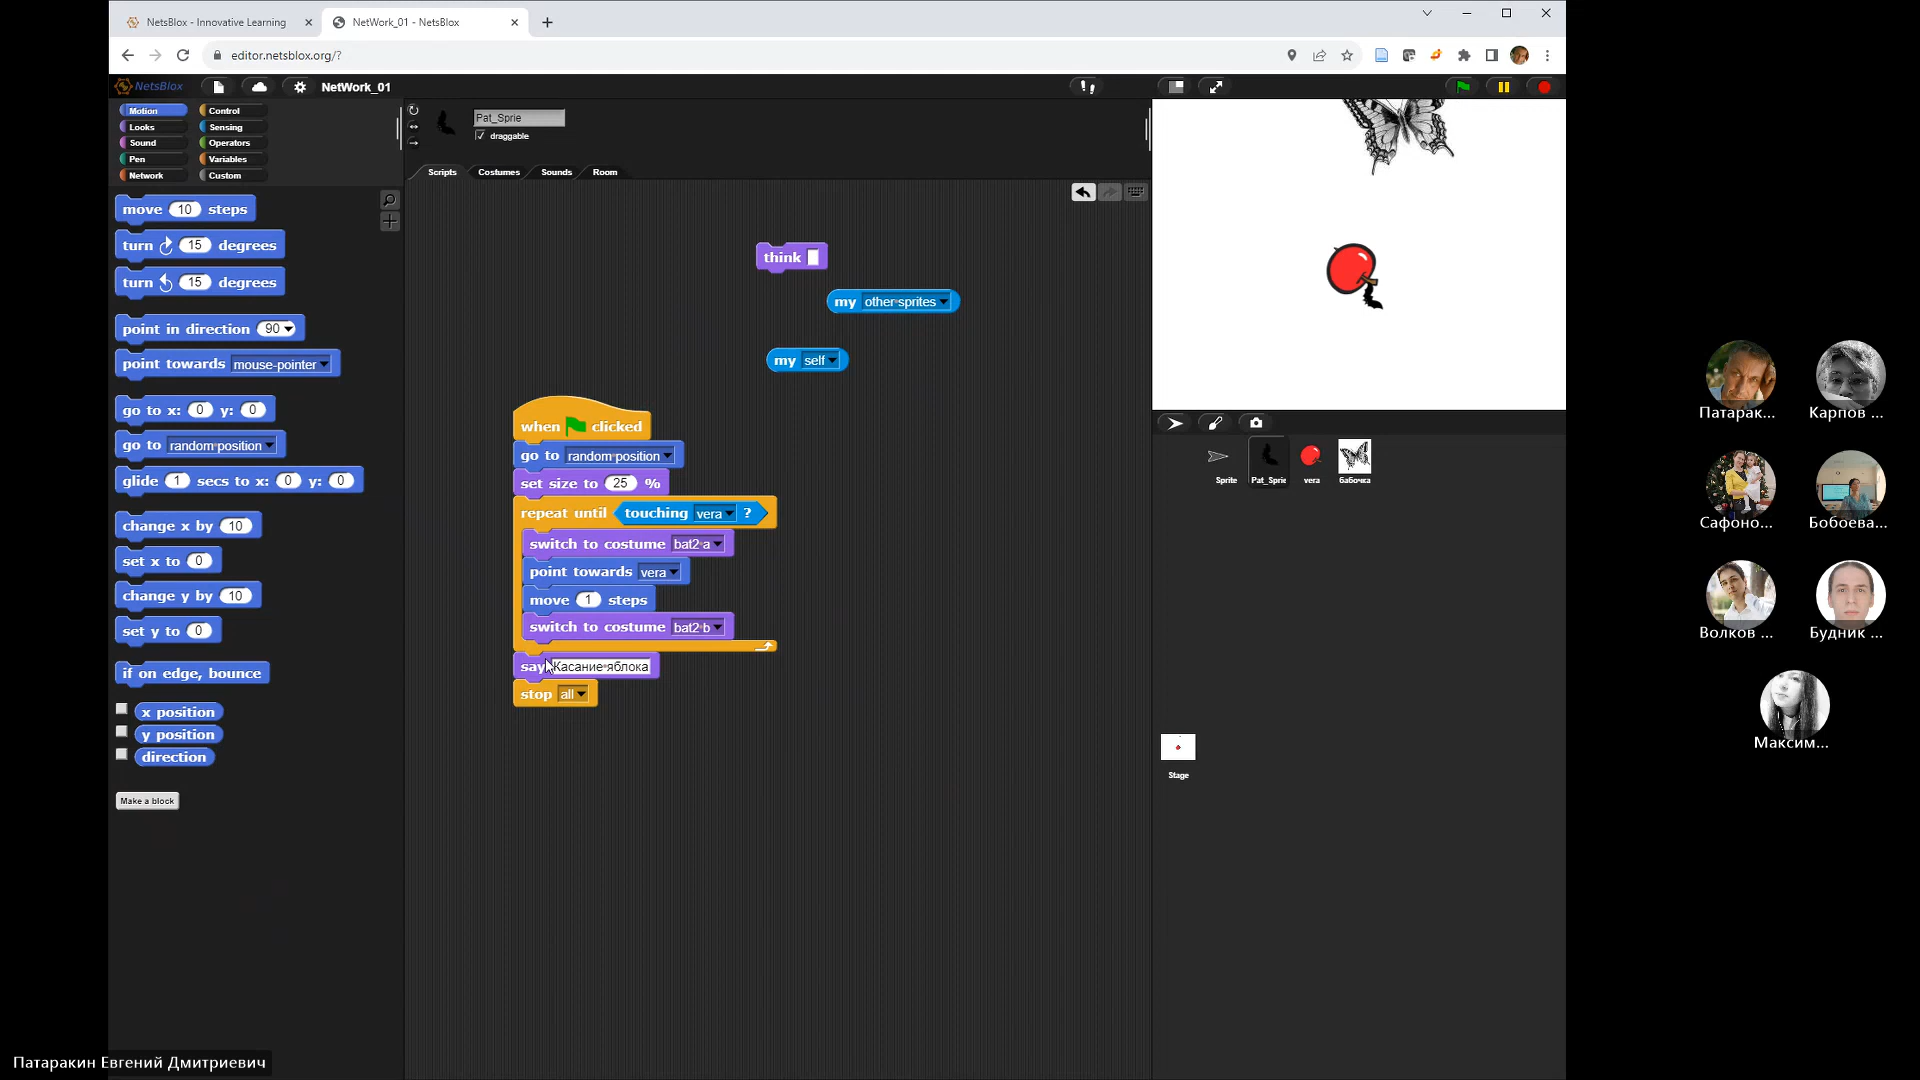 NetsBlox - Innovative Learning
NetWork_01 - NetsBlox
editor.netsblox.org/?
NetsBlox
NetWork_01
Motion
Control
Looks
Sensing
Sound
Operators
Pen
Variables
Network
Custom
Pat_Sprie
draggable
Scripts
Costumes
Sounds
Room
move 10 steps
turn 15 degrees
turn 15 degrees
point in direction 90
point towards mouse-pointer
go to x: 0 y: 0
go to random position
glide 1 secs to x: 0 y: 0
change x by 10
set x to 0
change y by 10
set y to 0
if on edge, bounce
x position
y position
direction
Make a block
think
my other sprites
my self
when clicked
go to random position
set size to 25 %
repeat until touching vera ?
switch to costume bat2 a
point towards vera
move 1 steps
switch to costume bat2 b
say Касание яблока
stop all
Sprite
Pat_Sprie
vera
бабочка
Stage
Патарак...
Карпов ...
Сафоно...
Бобоева...
Волков ...
Будник ...
Максим...
Патаракин Евгений Дмитриевич